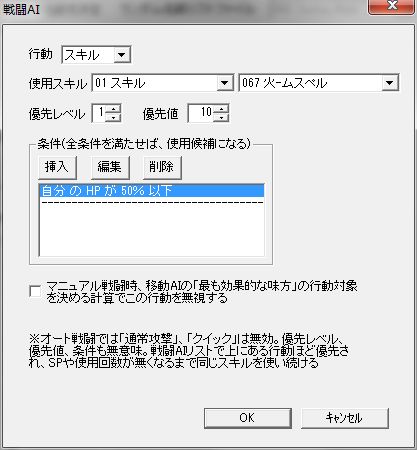 戦闘AI
行動 スキル
使用スキル 01 スキル 067 火ームスペル
優先レベル 1 優先値 10
条件(全条件を満たせば、使用候補になる)
挿入 編集 削除
自分 の HP が 50% 以下
マニュアル戦闘時、移動AIの「最も効果的な味方」の行動対象
を決める計算でこの行動を無視する
※オート戦闘では「通常攻撃」、「クイック」は無効。優先レベル、
優先値、条件も無意味。戦闘AIリストで上にある行動ほど優先さ
れ、SPや使用回数が無くなるまで同じスキルを使い続ける
OK キャンセル